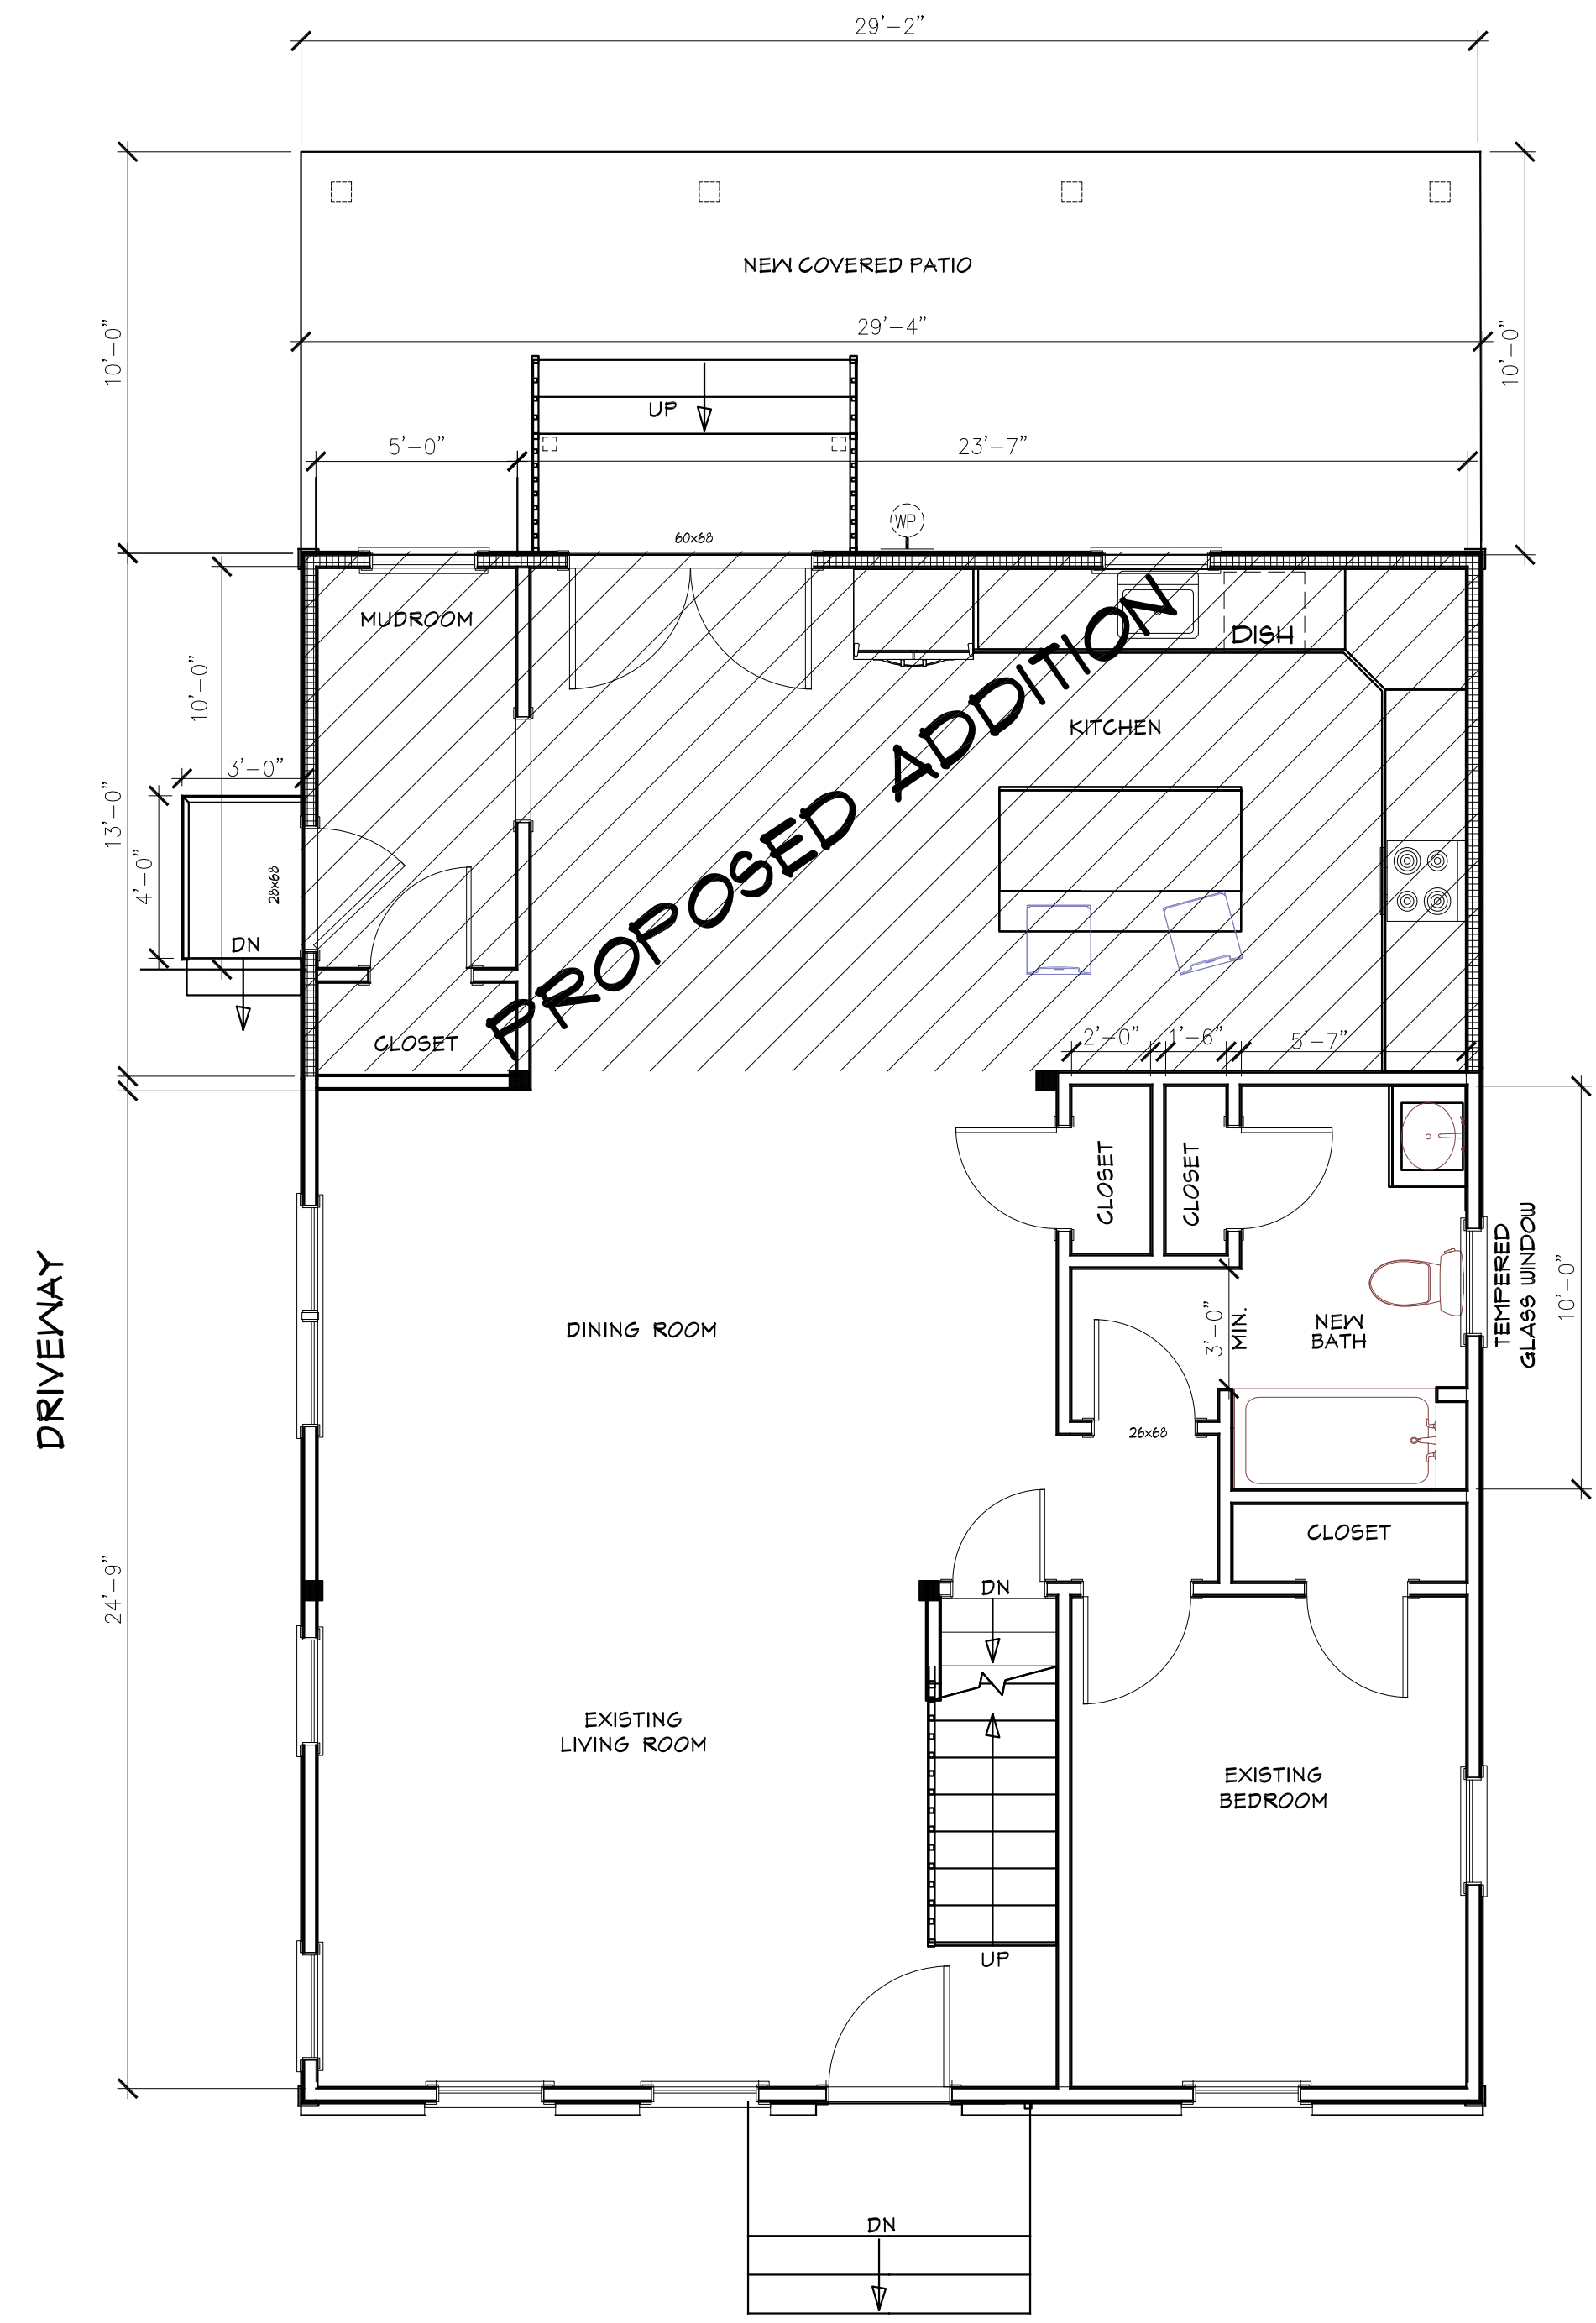 29'-2"
NEW COVERED PATIO
29'-4"
10'-0"
10'-0"
UP
5'-0"
23'-7"
WP
60x68
MUDROOM
DISH
KITCHEN
PROPOSED ADDITION
10'-0"
3'-0"
13'-0"
4'-0"
28x68
DN
CLOSET
2'-0"
1'-6"
5'-7"
CLOSET
CLOSET
DRIVEWAY
DINING ROOM
3'-0"
MIN.
NEW
BATH
TEMPERED
GLASS WINDOW
10'-0"
26x68
CLOSET
24'-9"
DN
EXISTING
LIVING ROOM
EXISTING
BEDROOM
UP
DN